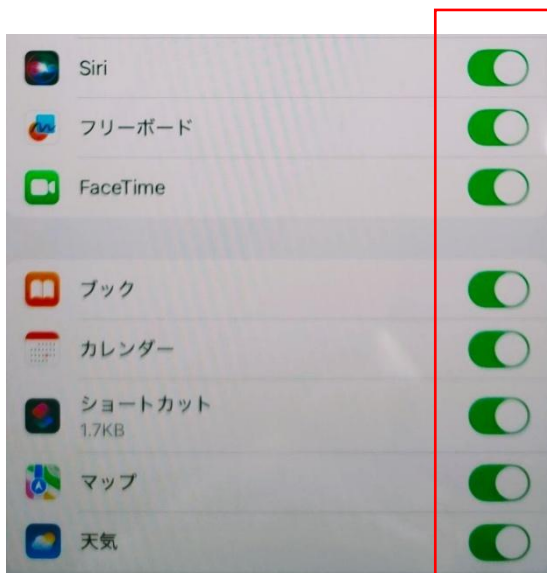 Siri
フリーボード
FaceTime
ブック
カレンダー
ショートカット
1.7KB
マップ
天気